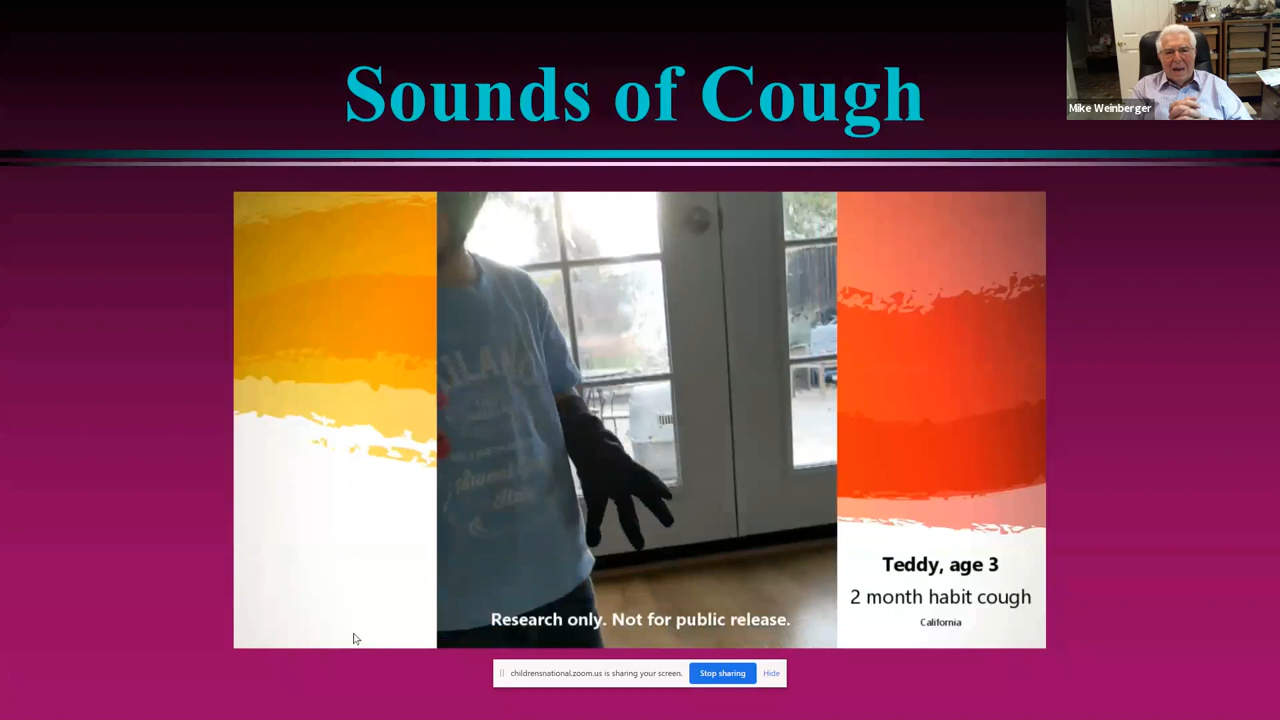 Sounds of Cough
Mike Weinberger
Research only. Not for public release.
Teddy, age 3
2 month habit cough
California
childrensnational.zoom.us is sharing your screen.
Stop sharing
Hide